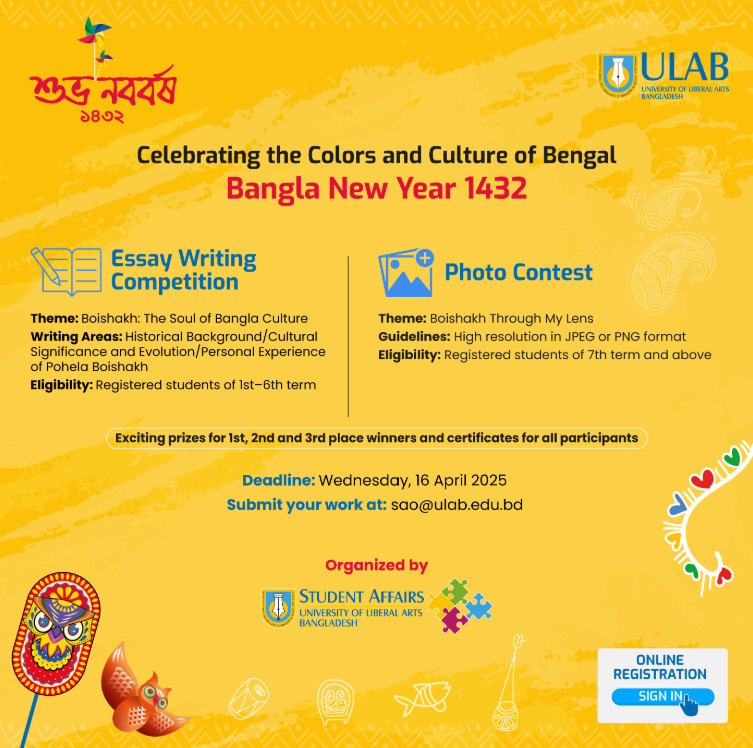 শুভ নববর্ষ
১৪৩২
ULAB
UNIVERSITY OF LIBERAL ARTS
BANGLADESH
Celebrating the Colors and Culture of Bengal
Bangla New Year 1432
Essay Writing
Competition
Theme: Boishakh: The Soul of Bangla Culture
Writing Areas: Historical Background/Cultural
Significance and Evolution/Personal Experience
of Pohela Boishakh
Eligibility: Registered students of 1st–6th term
Photo Contest
Theme: Boishakh Through My Lens
Guidelines: High resolution in JPEG or PNG format
Eligibility: Registered students of 7th term and above
Exciting prizes for 1st, 2nd and 3rd place winners and certificates for all participants
Deadline: Wednesday, 16 April 2025
Submit your work at: sao@ulab.edu.bd
Organized by
STUDENT AFFAIRS
UNIVERSITY OF LIBERAL ARTS
BANGLADESH
ONLINE
REGISTRATION
SIGN IN